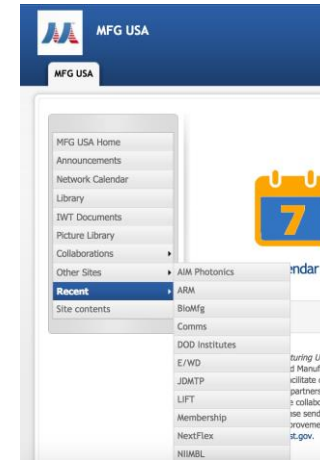 MFG USA
MFG USA
MFG USA Home
Announcements
Network Calendar
Library
IWT Documents
Picture Library
Collaborations
Other Sites
Recent
Site contents
AIM Photonics
ARM
BioMfg
Comms
DOD Institutes
E/WD
JDMTP
LIFT
Membership
NextFlex
NIIMBL
7
endar
turing U
d Manuf
acilitate
partners
collabo
se send
proveme
st.gov.